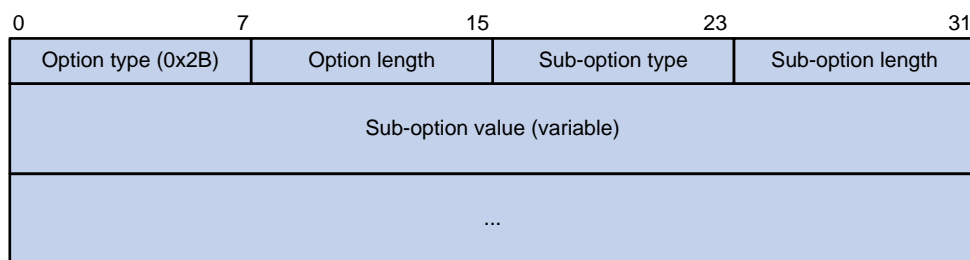 0 7 15 23 31
Option type (0x2B) Option length Sub-option type Sub-option length
Sub-option value (variable)
...